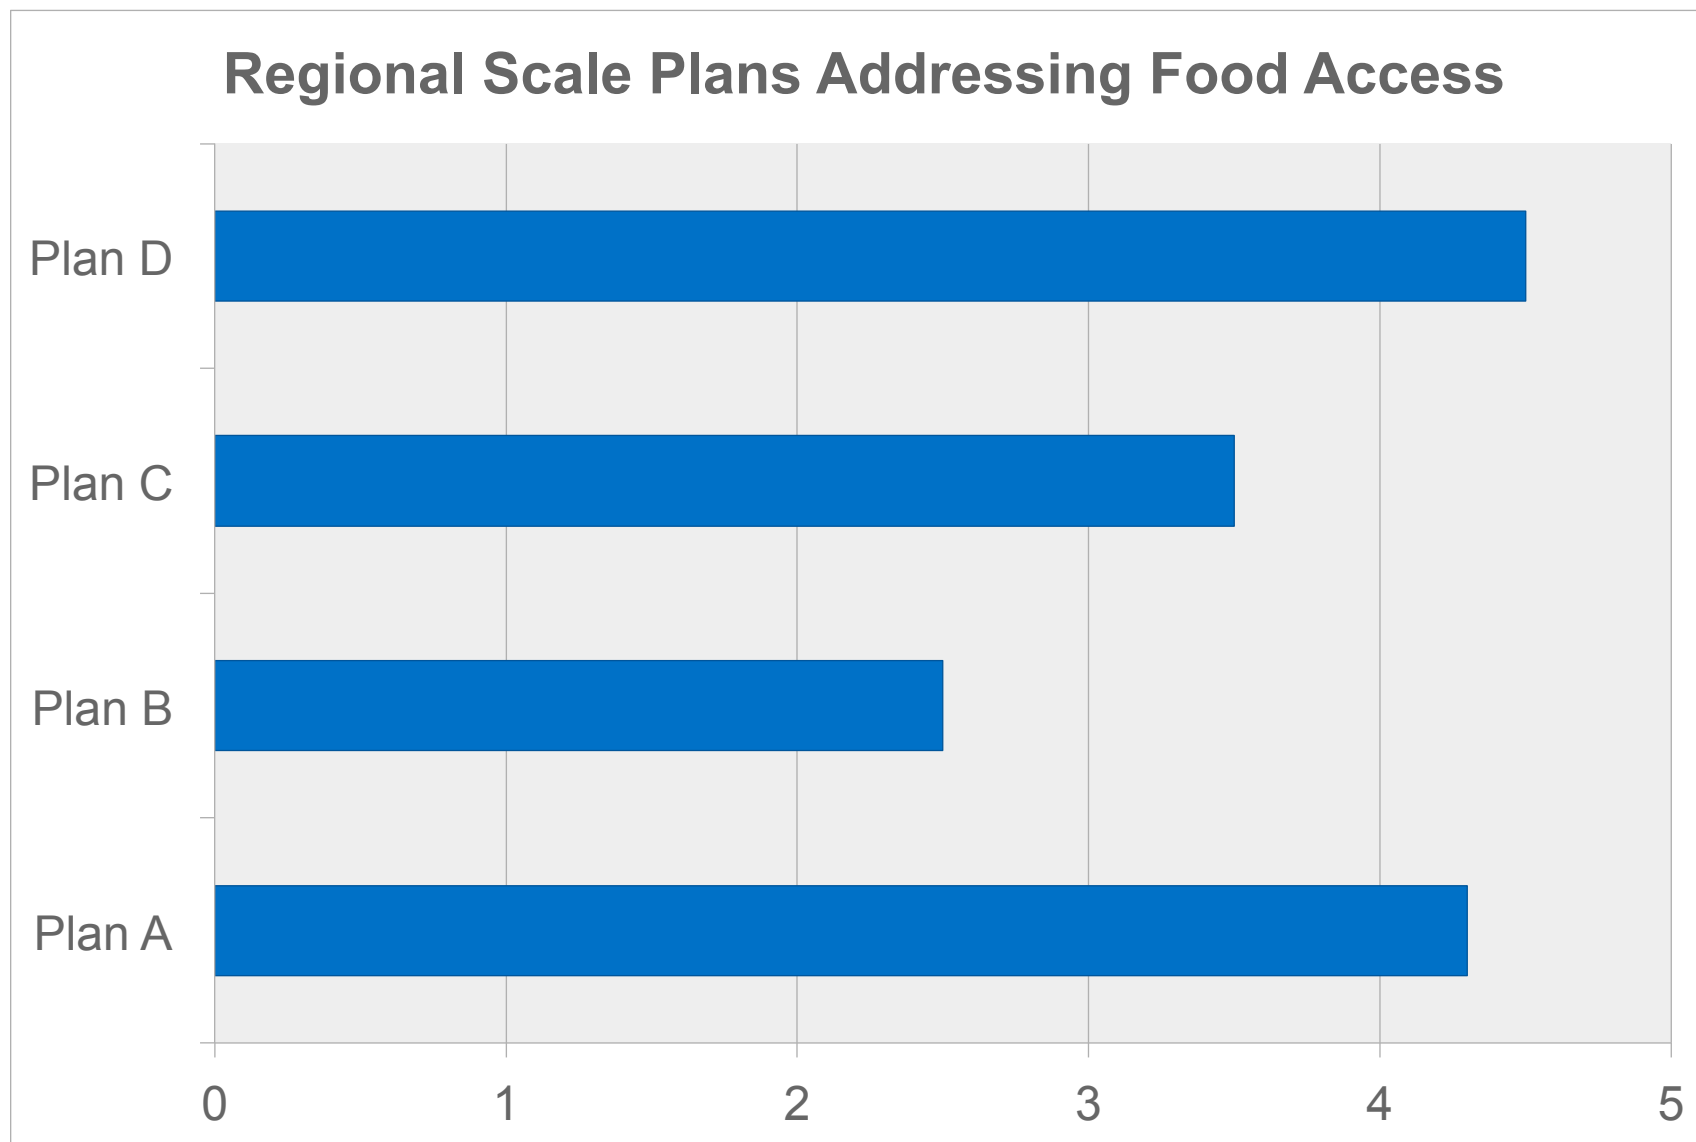 Regional Scale Plans Addressing Food Access
Plan D
Plan C
Plan B
Plan A
0 1 2 3 4 5